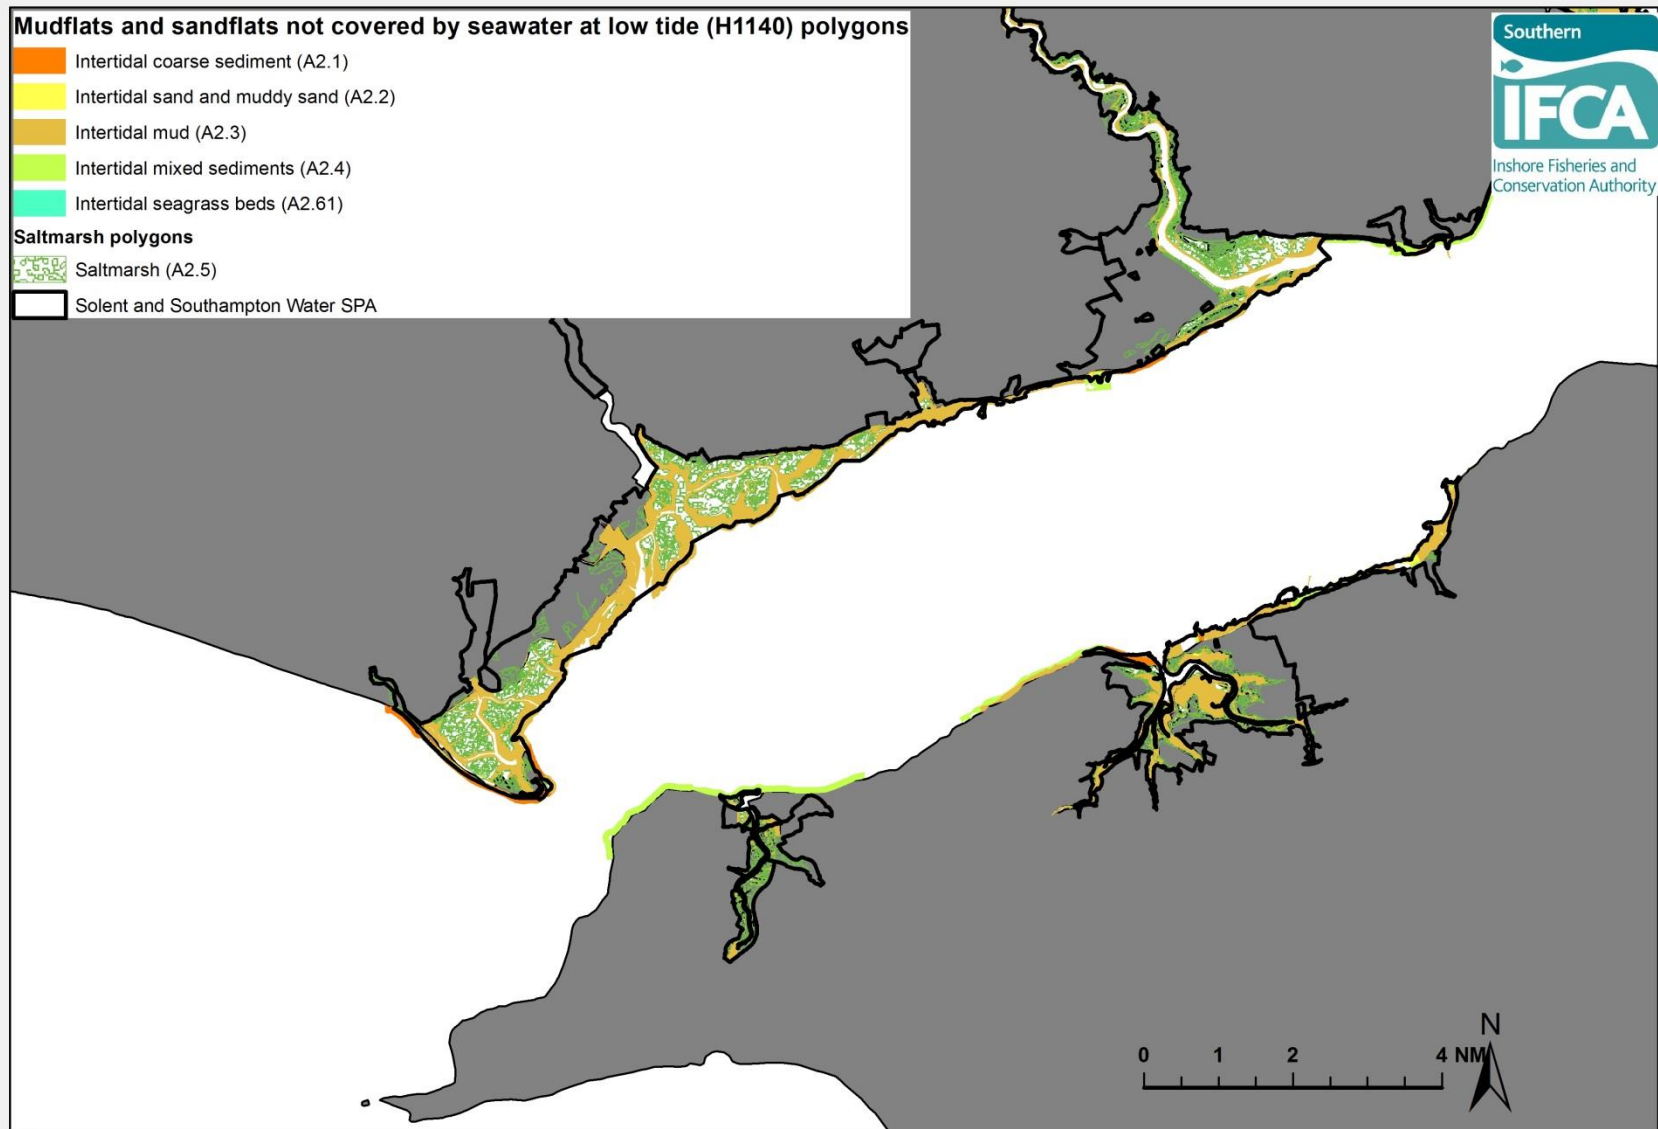 Mudflats and sandflats not covered by seawater at low tide (H1140) polygons
Intertidal coarse sediment (A2.1)
Intertidal sand and muddy sand (A2.2)
Intertidal mud (A2.3)
Intertidal mixed sediments (A2.4)
Intertidal seagrass beds (A2.61)
Saltmarsh polygons
Saltmarsh (A2.5)
Solent and Southampton Water SPA
Southern
IFCA
Inshore Fisheries and
Conservation Authority
N
0 1 2 4 NM